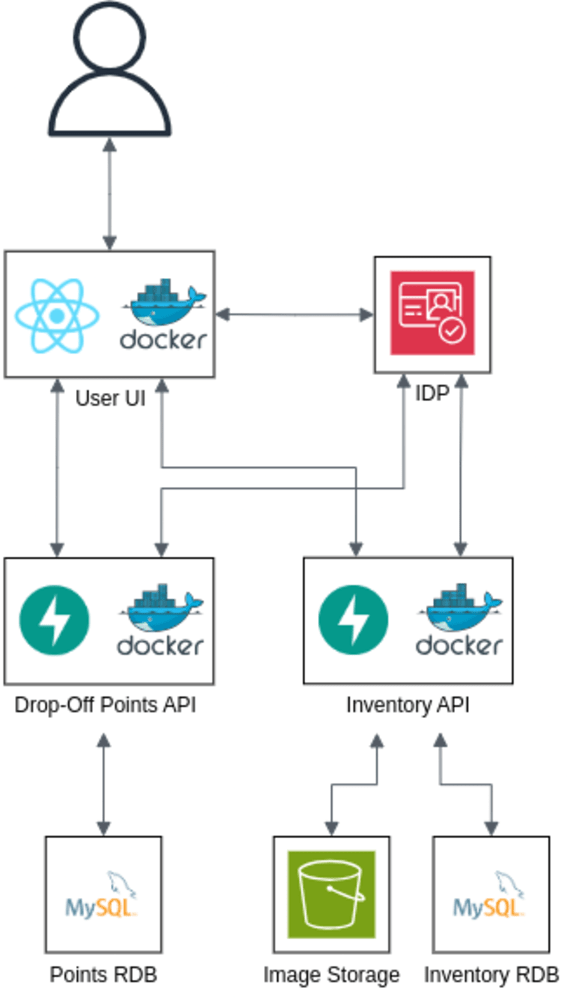 docker
User UI
IDP
docker
docker
Drop-Off Points API
Inventory API
MySQL
MySQL
Points RDB
Image Storage
Inventory RDB